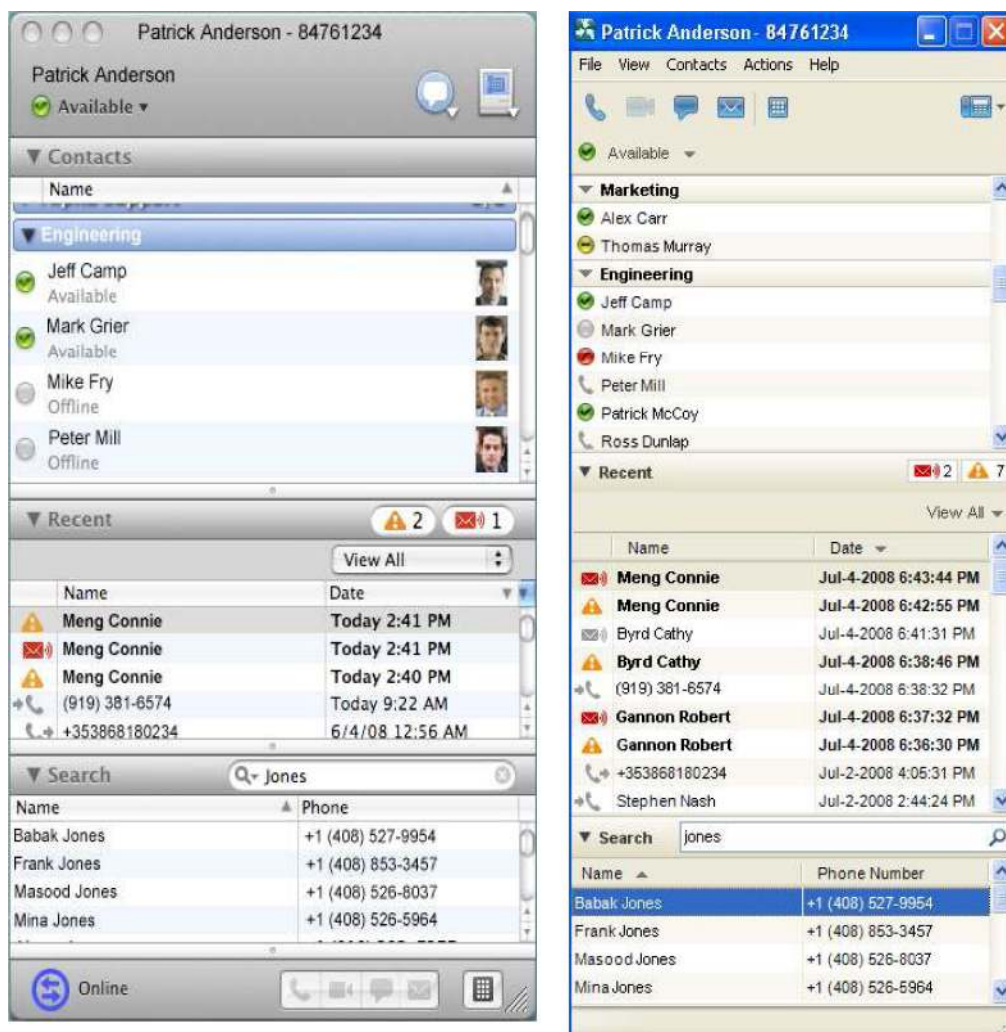 Patrick Anderson - 84761234
Patrick Anderson
Available
Contacts
Name
Engineering
Jeff Camp
Available
Mark Grier
Available
Mike Fry
Offline
Peter Mill
Offline
Recent 2 1
View All
Name Date
Meng Connie Today 2:41 PM
Meng Connie Today 2:41 PM
Meng Connie Today 2:40 PM
(919) 381-6574 Today 9:22 AM
+353868180234 6/4/08 12:56 AM
Search Jones
Name Phone
Babak Jones +1 (408) 527-9954
Frank Jones +1 (408) 853-3457
Masood Jones +1 (408) 526-8037
Mina Jones +1 (408) 526-5964
Online
Patrick Anderson- 84761234
File View Contacts Actions Help
Available
Marketing
Alex Carr
Thomas Murray
Engineering
Jeff Camp
Mark Grier
Mike Fry
Peter Mill
Patrick McCoy
Ross Dunlap
Recent 2 7
View All
Name Date
Meng Connie Jul-4-2008 6:43:44 PM
Meng Connie Jul-4-2008 6:42:55 PM
Byrd Cathy Jul-4-2008 6:41:31 PM
Byrd Cathy Jul-4-2008 6:38:46 PM
(919) 381-6574 Jul-4-2008 6:38:32 PM
Gannon Robert Jul-4-2008 6:37:32 PM
Gannon Robert Jul-4-2008 6:36:30 PM
+353868180234 Jul-2-2008 4:05:31 PM
Stephen Nash Jul-2-2008 2:44:24 PM
Search jones
Name Phone Number
Babak Jones +1 (408) 527-9954
Frank Jones +1 (408) 853-3457
Masood Jones +1 (408) 526-8037
Mina Jones +1 (408) 526-5964